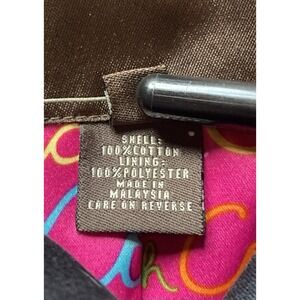 SHELL:
100%COTTON
LINING:
100%POLYESTER
MADE IN
MALAYSIA
CARE ON REVERSE